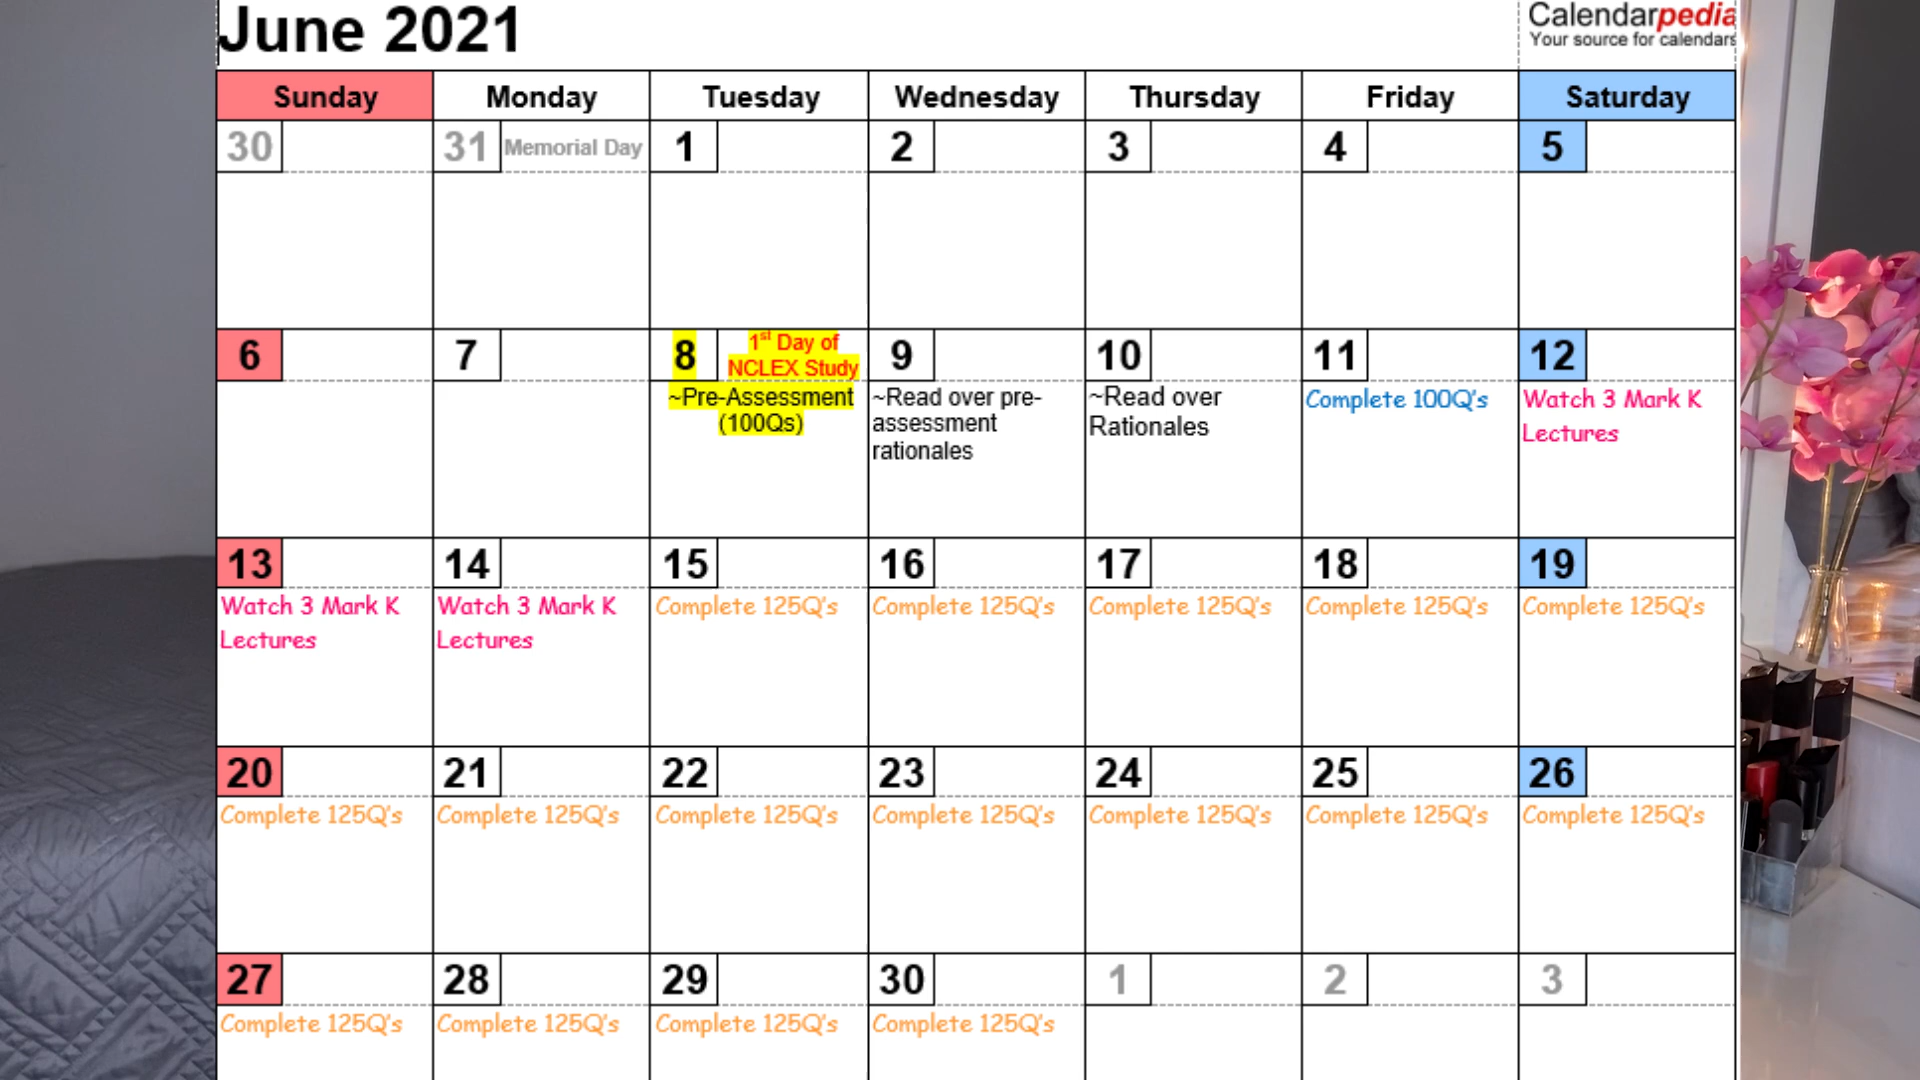 June 2021
Calendarpedia
Your source for calendars
Sunday Monday Tuesday Wednesday Thursday Friday Saturday
30 31 Memorial Day 1 2 3 4 5
6 7 8 1st Day of NCLEX Study 9 10 11 12
~Pre-Assessment (100Qs)
~Read over pre-assessment rationales
~Read over Rationales
Complete 100Q's
Watch 3 Mark K Lectures
13 14 15 16 17 18 19
Watch 3 Mark K Lectures
Watch 3 Mark K Lectures
Complete 125Q's
Complete 125Q's
Complete 125Q's
Complete 125Q's
Complete 125Q's
20 21 22 23 24 25 26
Complete 125Q's
Complete 125Q's
Complete 125Q's
Complete 125Q's
Complete 125Q's
Complete 125Q's
Complete 125Q's
27 28 29 30 1 2 3
Complete 125Q's
Complete 125Q's
Complete 125Q's
Complete 125Q's